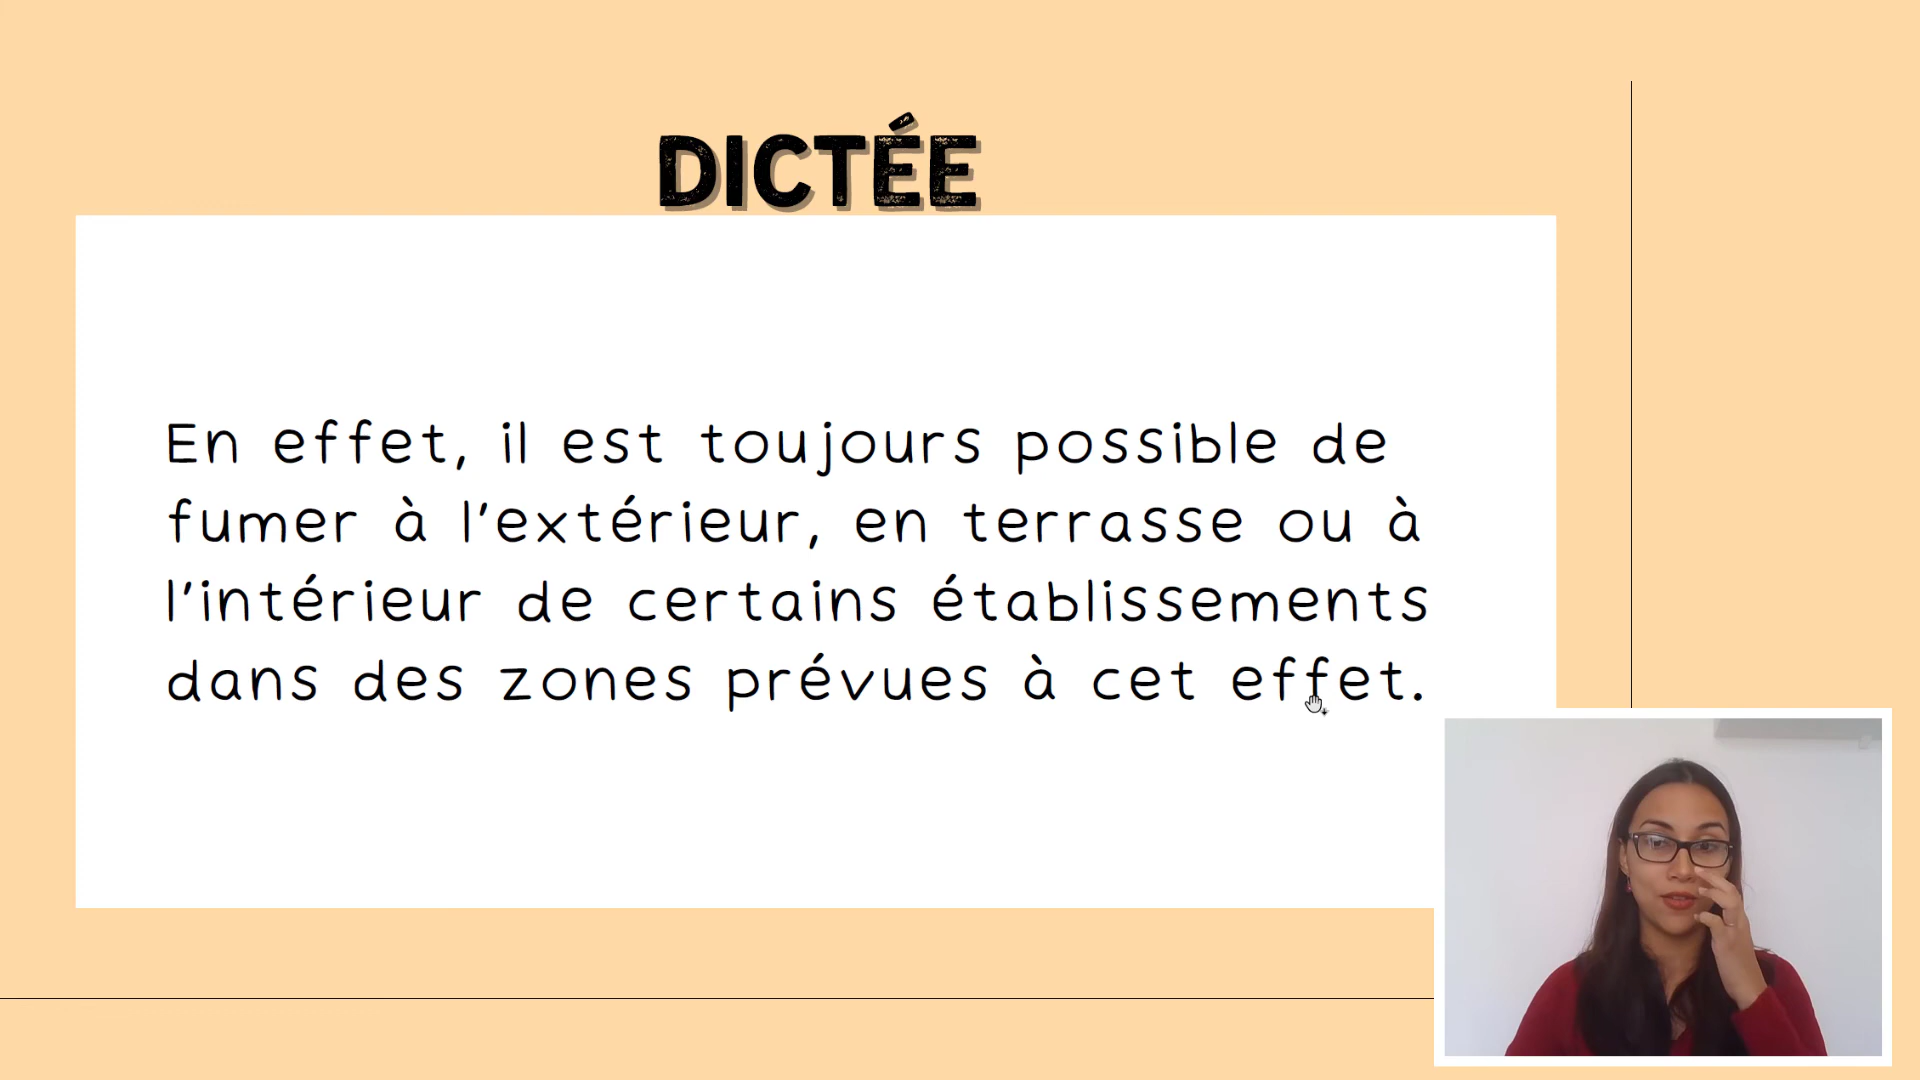 DICTÉE
En effet, il est toujours possible de
fumer à l'extérieur, en terrasse ou à
l'intérieur de certains établissements
dans des zones prévues à cet effet.